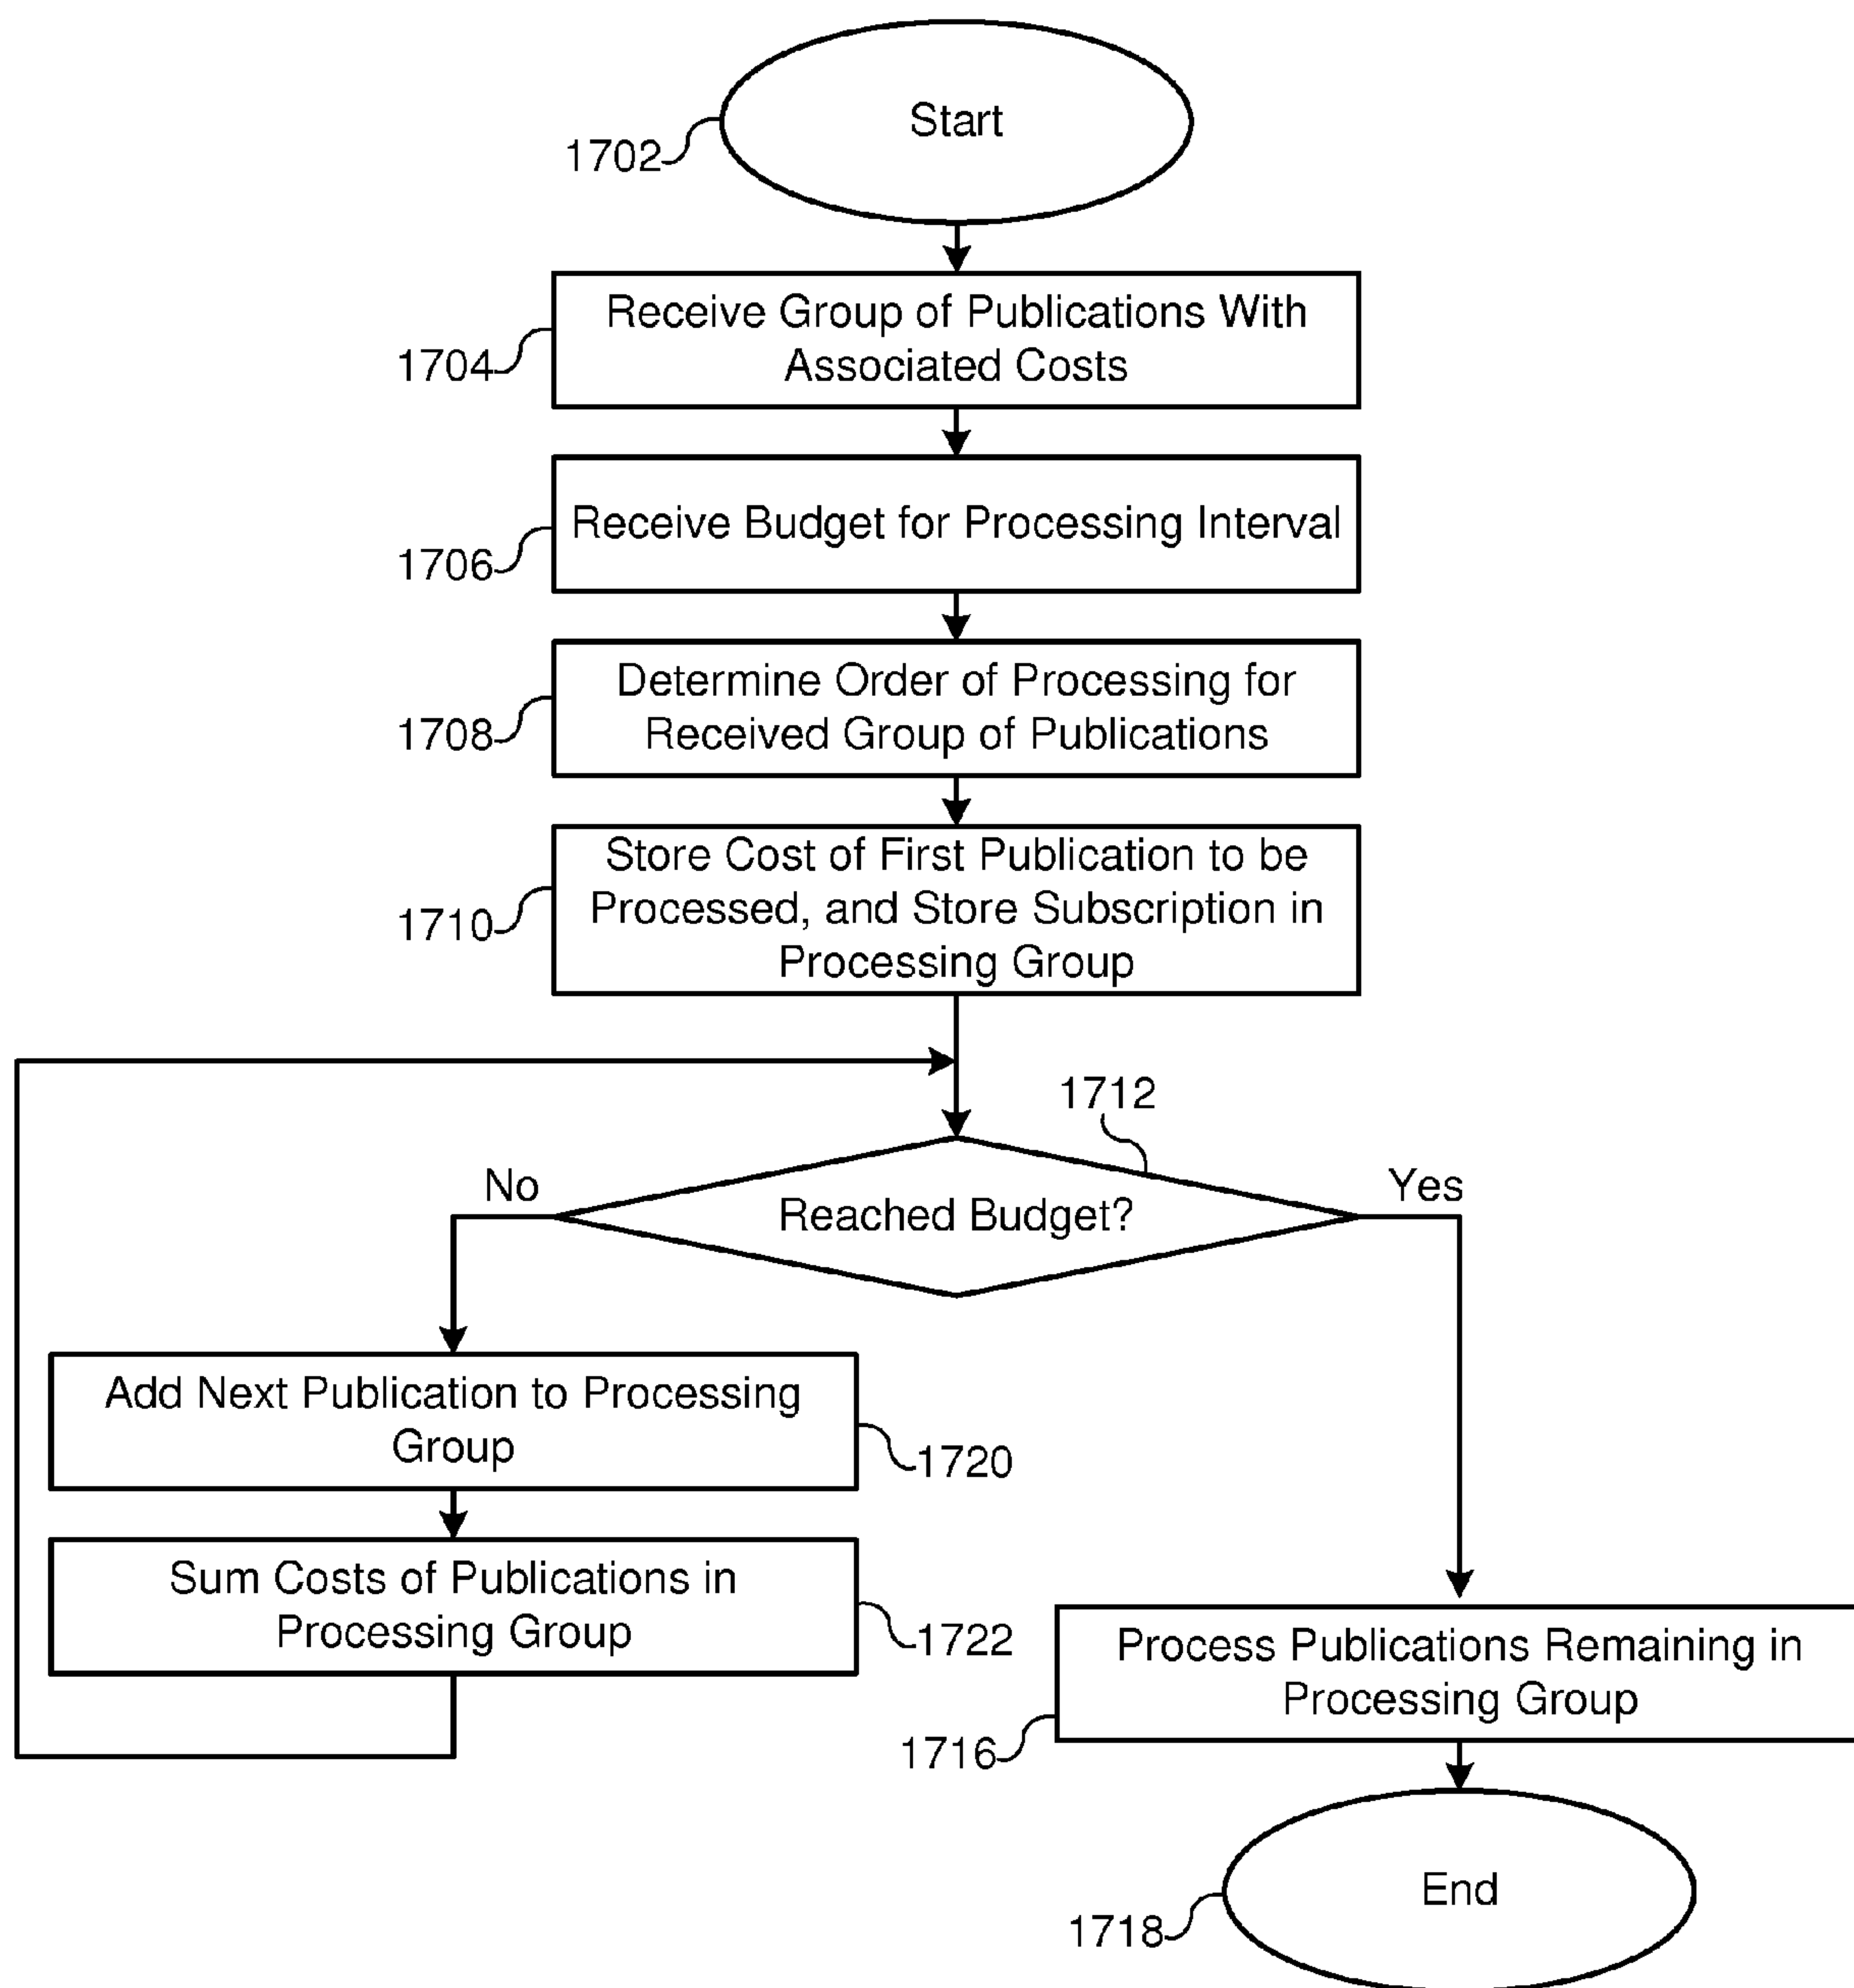 Start
1702
Receive Group of Publications With
Associated Costs
1704
Receive Budget for Processing Interval
1706
Determine Order of Processing for
Received Group of Publications
1708
Store Cost of First Publication to be
Processed, and Store Subscription in
Processing Group
1710
1712
No
Reached Budget?
Yes
Add Next Publication to Processing
Group
1720
Sum Costs of Publications in
Processing Group
1722
Process Publications Remaining in
Processing Group
1716
End
1718